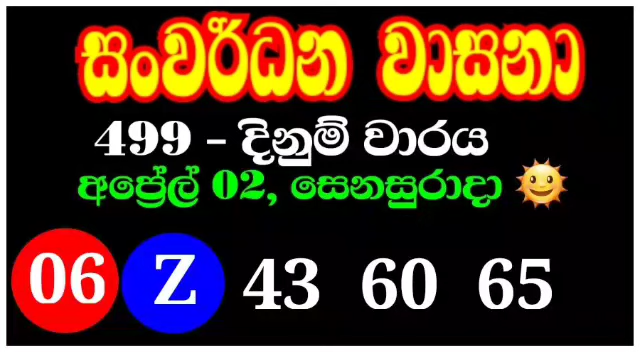 සංවර්ධන වාසනා
499 - දිනුම් වාරය
අප්‍රේල් 02, සෙනසුරාදා
06 Z 43 60 65